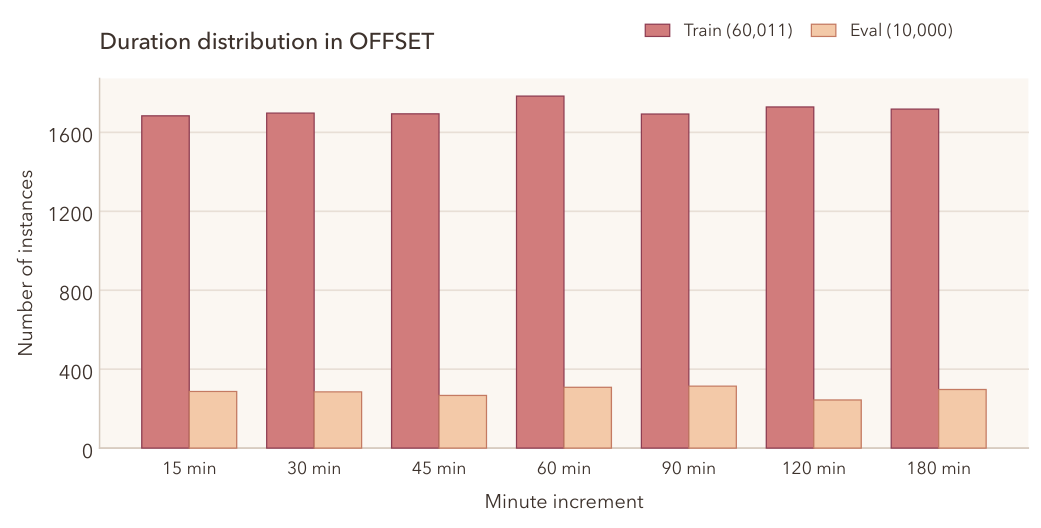 Duration distribution in OFFSET
Train (60,011)
Eval (10,000)
Number of instances
1600
1200
800
400
0
15 min
30 min
45 min
60 min
90 min
120 min
180 min
Minute increment